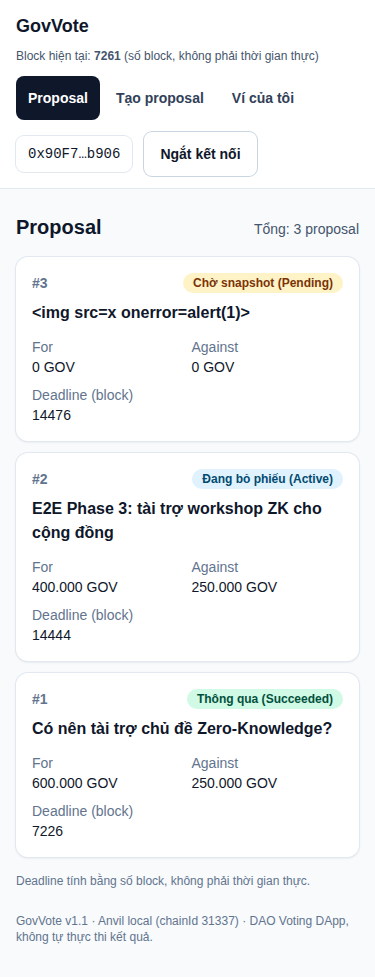 GovVote
Block hiện tại: 7261 (số block, không phải thời gian thực)
Proposal Tạo proposal Ví của tôi
0x90F7…b906 Ngắt kết nối
Proposal Tổng: 3 proposal
#3 Chờ snapshot (Pending)
<img src=x onerror=alert(1)>
For Against
0 GOV 0 GOV
Deadline (block)
14476
#2 Đang bỏ phiếu (Active)
E2E Phase 3: tài trợ workshop ZK cho
cộng đồng
For Against
400.000 GOV 250.000 GOV
Deadline (block)
14444
#1 Thông qua (Succeeded)
Có nên tài trợ chủ đề Zero-Knowledge?
For Against
600.000 GOV 250.000 GOV
Deadline (block)
7226
Deadline tính bằng số block, không phải thời gian thực.
GovVote v1.1 · Anvil local (chainId 31337) · DAO Voting DApp,
không tự thực thi kết quả.